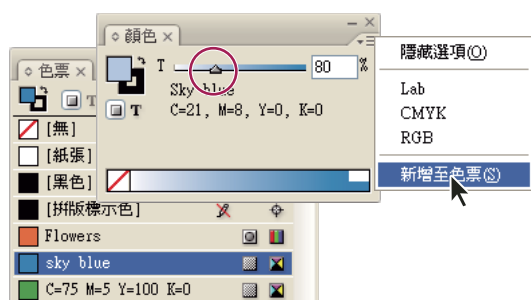 顏色
T 80 %
Sky blue
C=21, M=8, Y=0, K=0
T
隱藏選項(O)
Lab
CMYK
RGB
新增至色票(S)
色票
T
[無]
[紙張]
[黑色]
[拼版標示色]
Flowers
sky blue
C=75 M=5 Y=100 K=0